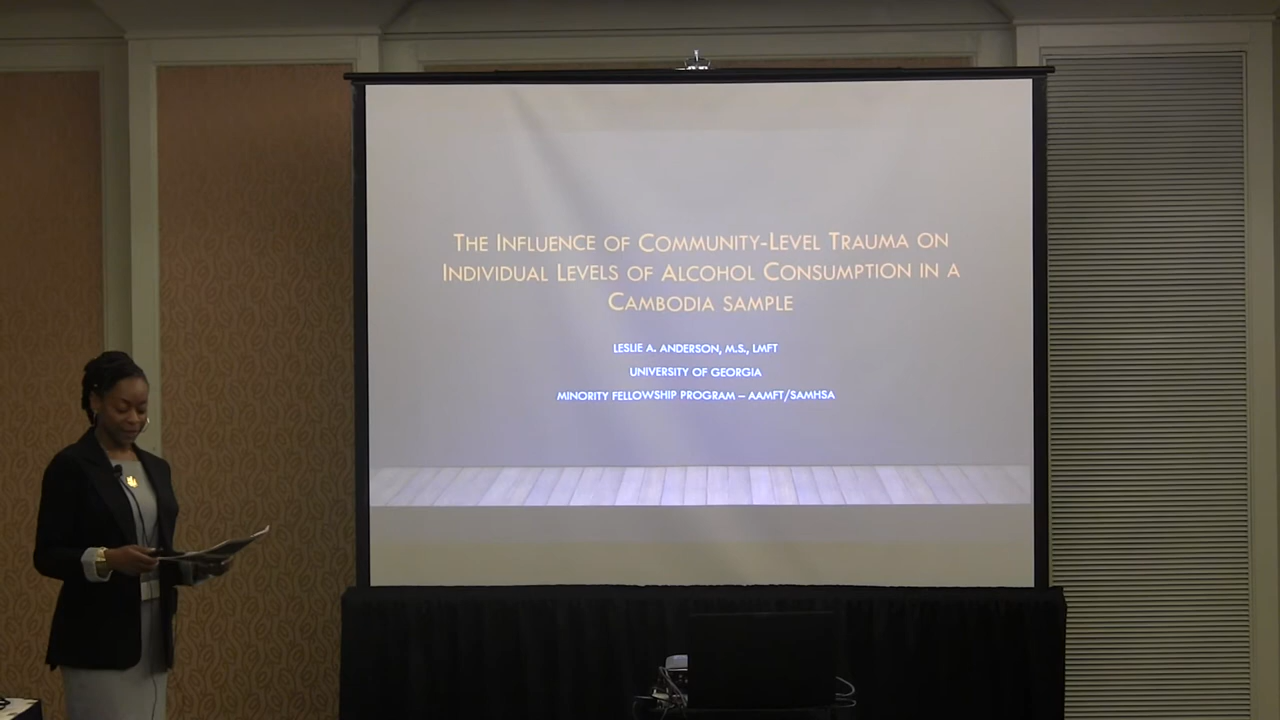 The Influence of Community-Level Trauma on
Individual Levels of Alcohol Consumption in a
Cambodia sample
LESLIE A. ANDERSON, M.S., LMFT
UNIVERSITY OF GEORGIA
MINORITY FELLOWSHIP PROGRAM – AAMFT/SAMHSA